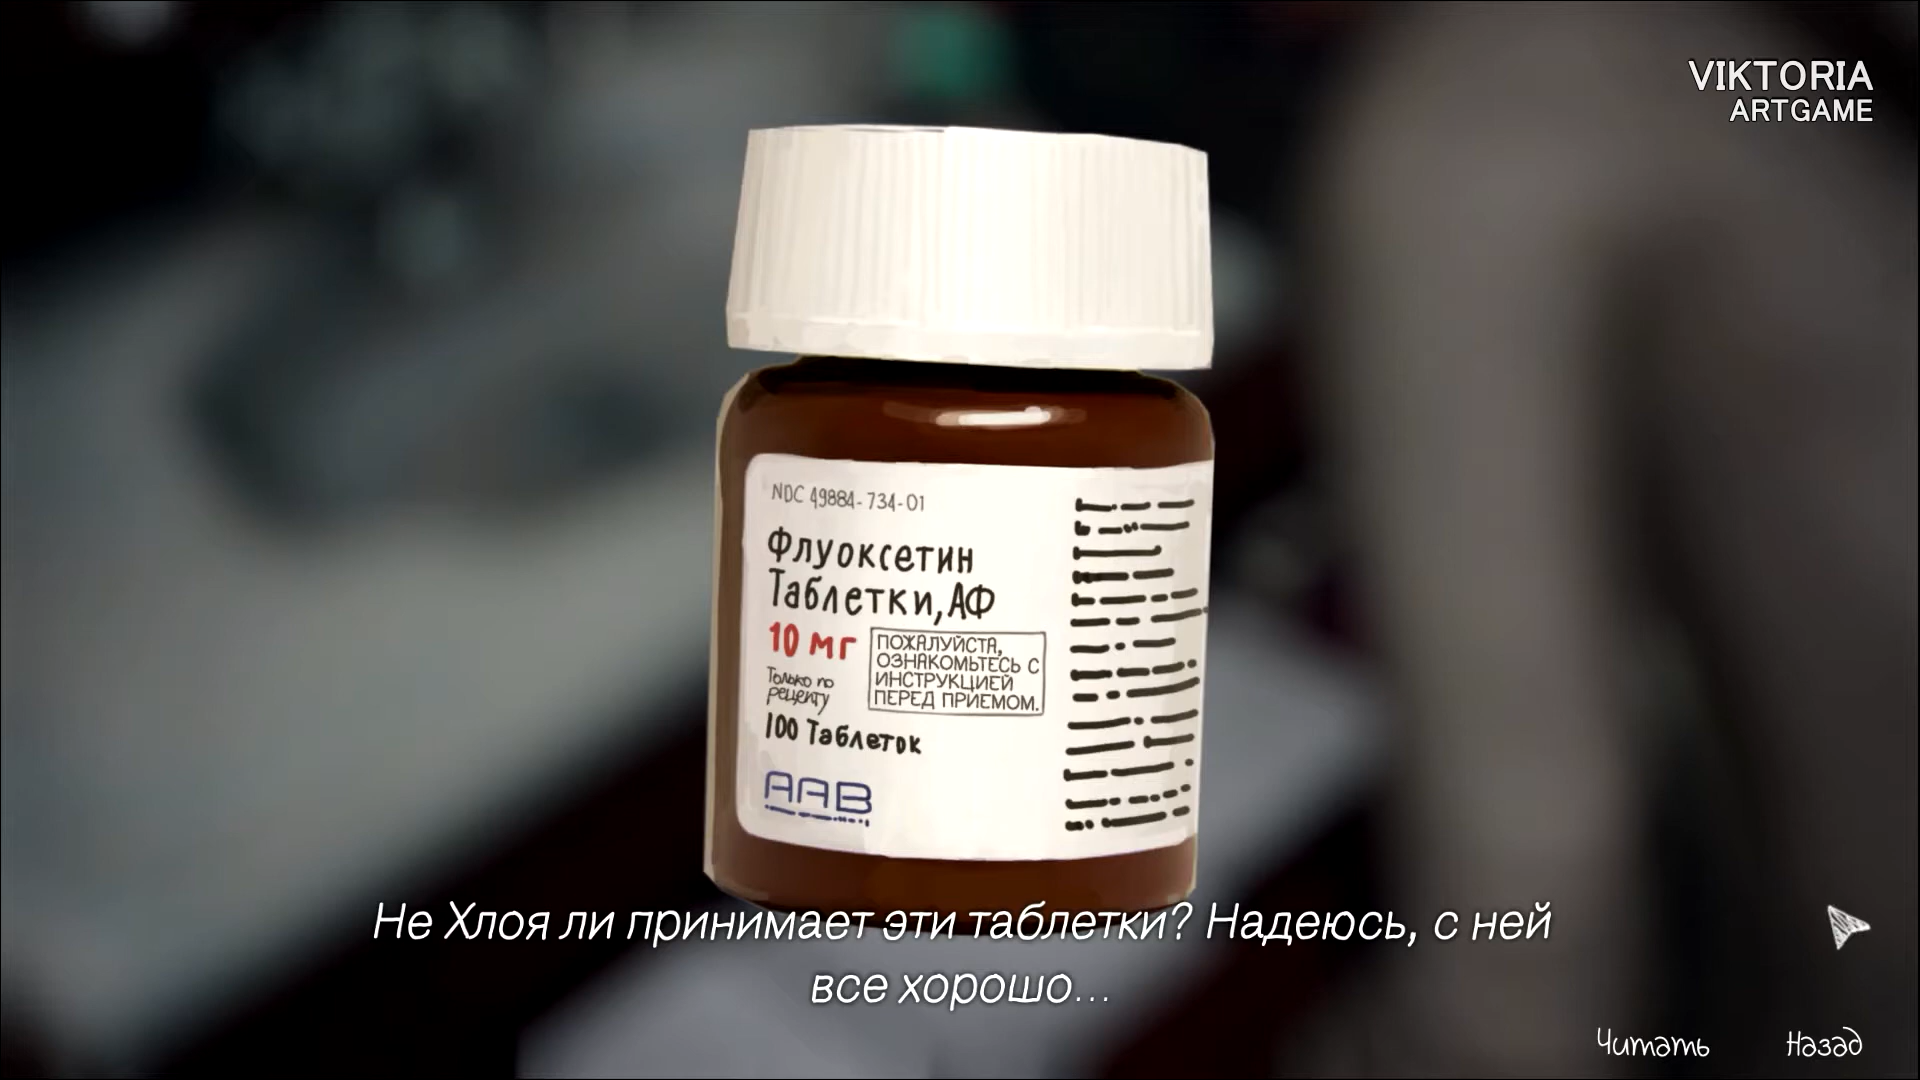 VIKTORIA
ARTGAME
NDC 49884-734-01
Флуоксетин
Таблетки, АФ
10 мг
ПОЖАЛУЙСТА,
ОЗНАКОМЬТЕСЬ С
ИНСТРУКЦИЕЙ
ПЕРЕД ПРИЕМОМ.
Только по
рецепту
100 Таблеток
AAB
Не Хлоя ли принимает эти таблетки? Надеюсь, с ней
все хорошо...
Читать Назад